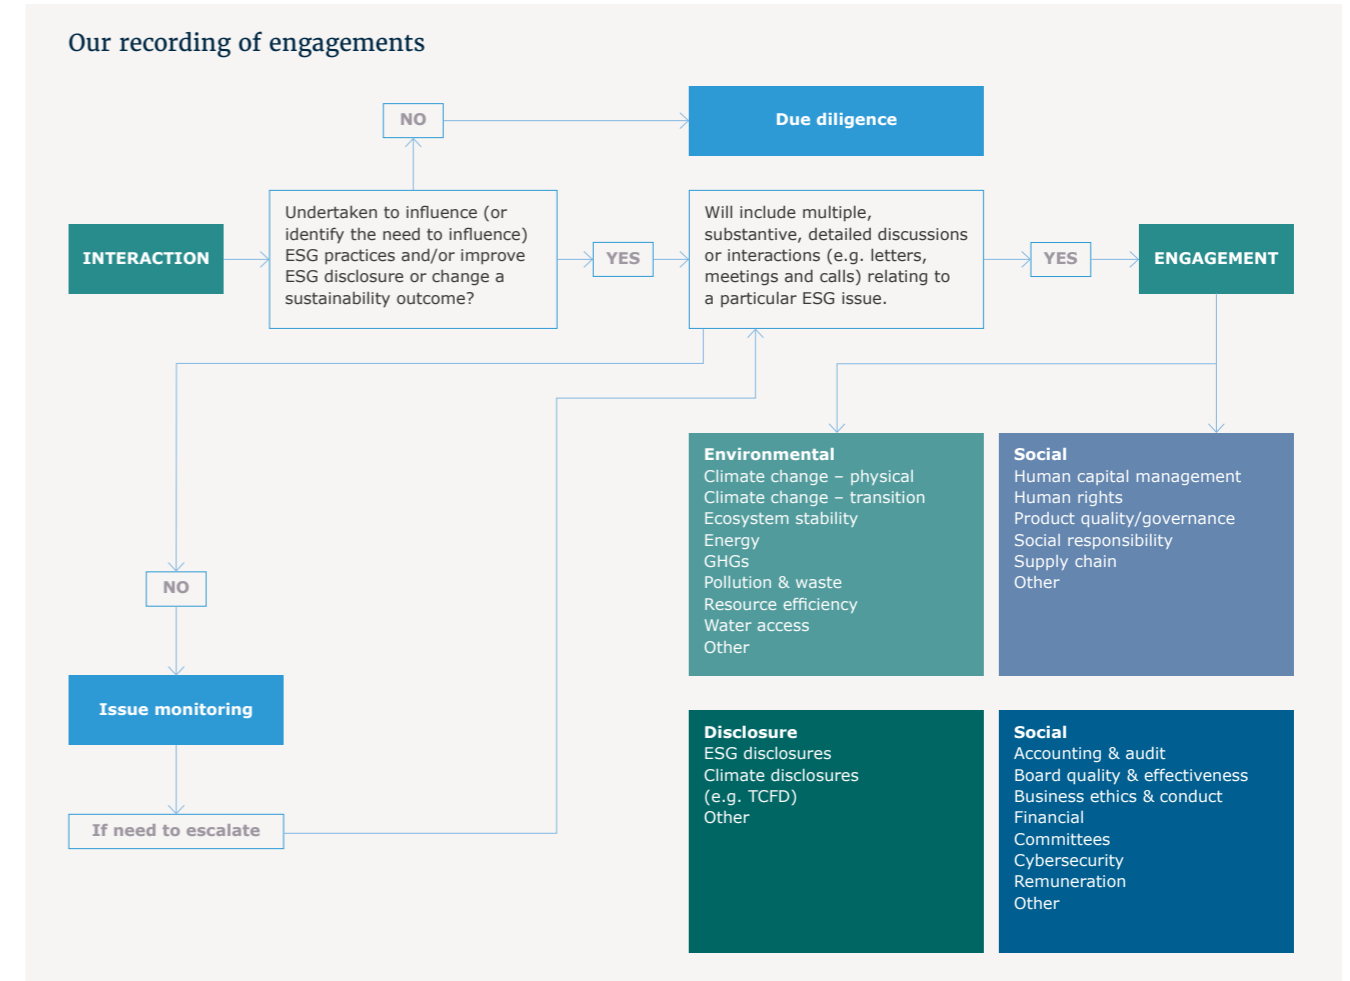 Our recording of engagements
NO
Due diligence
INTERACTION
Undertaken to influence (or
identify the need to influence)
ESG practices and/or improve
ESG disclosure or change a
sustainability outcome?
YES
Will include multiple,
substantive, detailed discussions
or interactions (e.g. letters,
meetings and calls) relating to
a particular ESG issue.
YES
ENGAGEMENT
NO
Issue monitoring
If need to escalate
Environmental
Climate change – physical
Climate change – transition
Ecosystem stability
Energy
GHGs
Pollution & waste
Resource efficiency
Water access
Other
Social
Human capital management
Human rights
Product quality/governance
Social responsibility
Supply chain
Other
Disclosure
ESG disclosures
Climate disclosures
(e.g. TCFD)
Other
Social
Accounting & audit
Board quality & effectiveness
Business ethics & conduct
Financial
Committees
Cybersecurity
Remuneration
Other